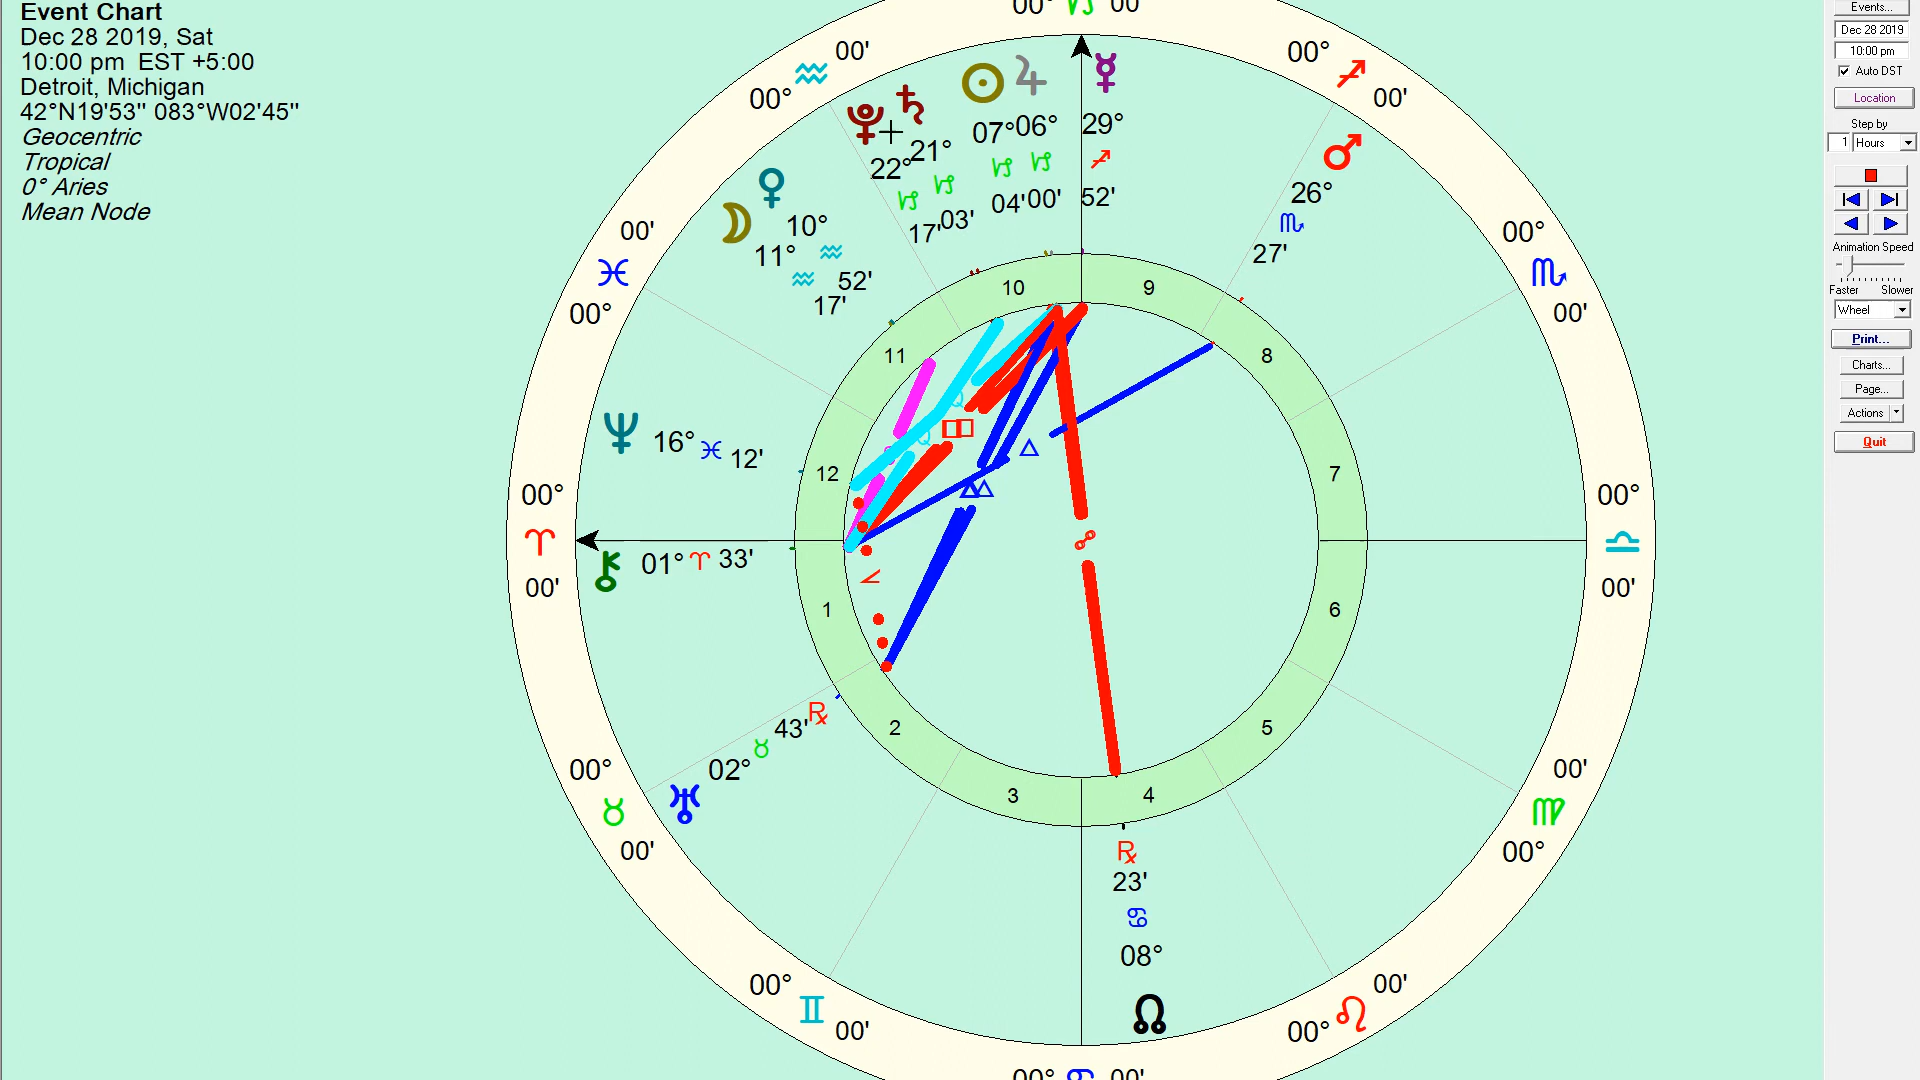 Event Chart
Dec 28 2019, Sat
10:00 pm EST +5:00
Detroit, Michigan
42°N19'53'' 083°W02'45''
Geocentric
Tropical
0° Aries
Mean Node
00° ♑ 00'
00° ♐ 00'
00° ♏ 00'
00° ♎ 00'
00° ♍ 00'
00° ♌ 00'
00° ♋ 00'
00° ♊ 00'
00° ♉ 00'
00° ♈ 00'
00° ♓ 00'
00° ♒ 00'
☿ 29° ♐ 52'
♃ 06° ♑ 00'
☉ 07° ♑ 04'
♄ 21° ♑ 03'
♇ 22° ♑ 17'
♀ 10° ♒ 52'
☽ 11° ♒ 17'
♆ 16° ♓ 12'
⚷ 01° ♈ 33'
♅ 02° ♉ 43' ℞
☊ 08° ♋ 23' ℞
♂ 26° ♏ 27'
1
2
3
4
5
6
7
8
9
10
11
12
Q
Q
Events...
Dec 28 2019
10:00 pm
Auto DST
Location
Step by
1 Hours
Animation Speed
Faster Slower
Wheel
Print...
Charts...
Page...
Actions
Quit